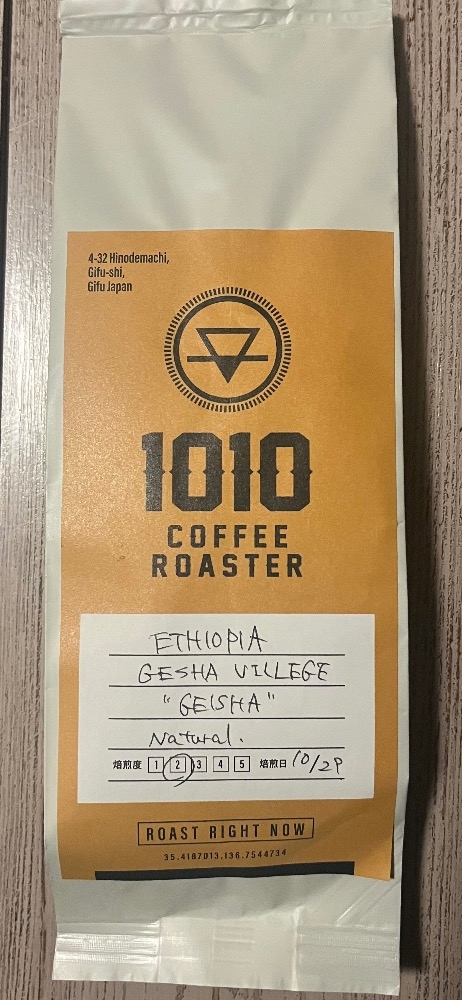 4-32 Hinodemachi,
Gifu-shi,
Gifu Japan
1010
COFFEE
ROASTER
ETHIOPIA
GESHA VILLEGE
"GEISHA"
Natural.
焙煎度 1 2 3 4 5 焙煎日 10/29
ROAST RIGHT NOW
35.4187013,136.7544734